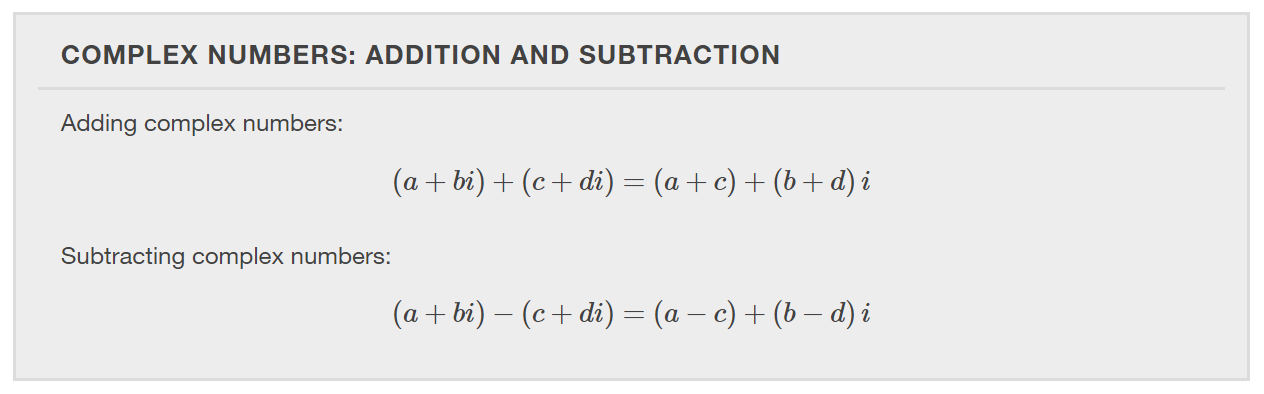 COMPLEX NUMBERS: ADDITION AND SUBTRACTION
Adding complex numbers:
(a + bi) + (c + di) = (a + c) + (b + d) i
Subtracting complex numbers:
(a + bi) − (c + di) = (a − c) + (b − d) i